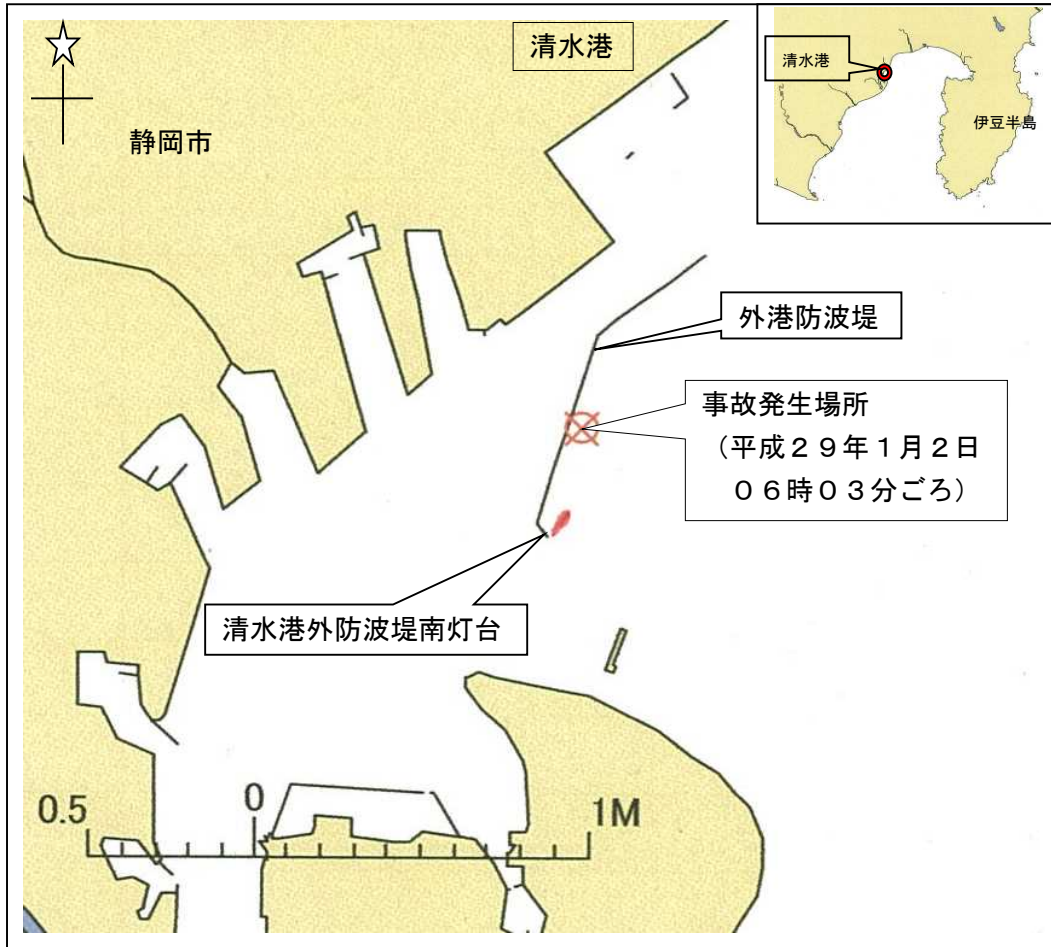 清水港
静岡市
清水港
伊豆半島
外港防波堤
事故発生場所
（平成２９年１月２日
０６時０３分ごろ）
清水港外防波堤南灯台
0.5 0 1M